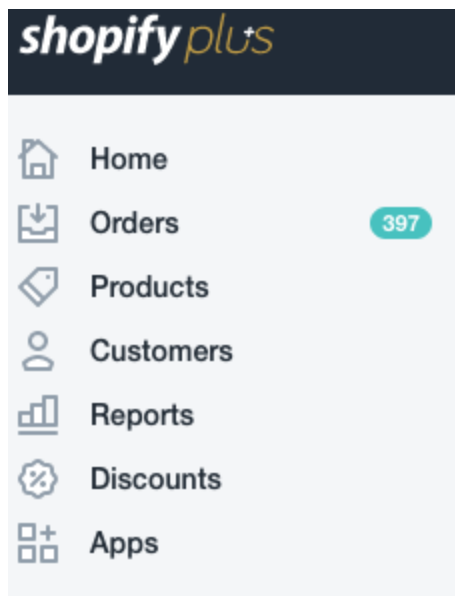 shopify plus
Home
Orders 397
Products
Customers
Reports
Discounts
Apps